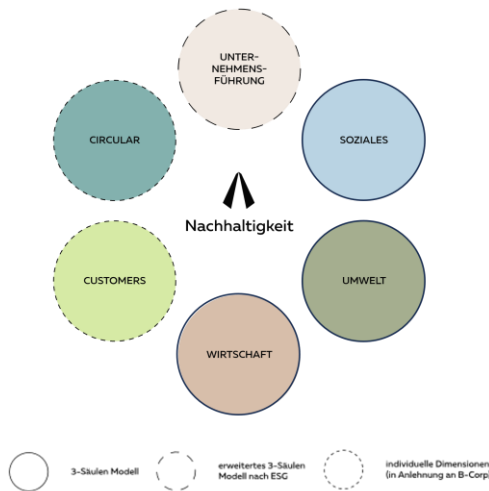 UNTER-
NEHMENS-
FÜHRUNG
CIRCULAR
SOZIALES
Nachhaltigkeit
CUSTOMERS
UMWELT
WIRTSCHAFT
3-Säulen Modell
erweitertes 3-Säulen
Modell nach ESG
individuelle Dimensionen
(in Anlehnung an B-Corp)